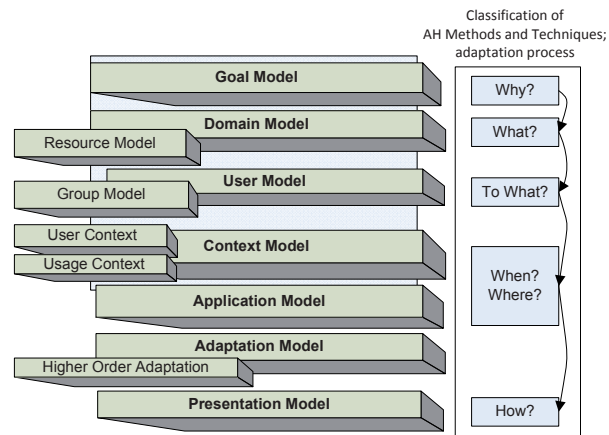 Classification of
AH Methods and Techniques;
adaptation process
Goal Model
Why?
Domain Model
What?
Resource Model
User Model
To What?
Group Model
User Context
Context Model
Usage Context
When?
Where?
Application Model
Adaptation Model
Higher Order Adaptation
Presentation Model
How?